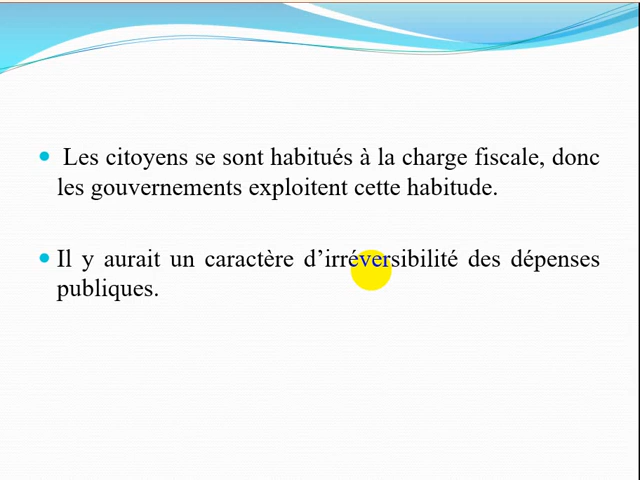 Les citoyens se sont habitués à la charge fiscale, donc
les gouvernements exploitent cette habitude.
Il y aurait un caractère d’irréversibilité des dépenses
publiques.